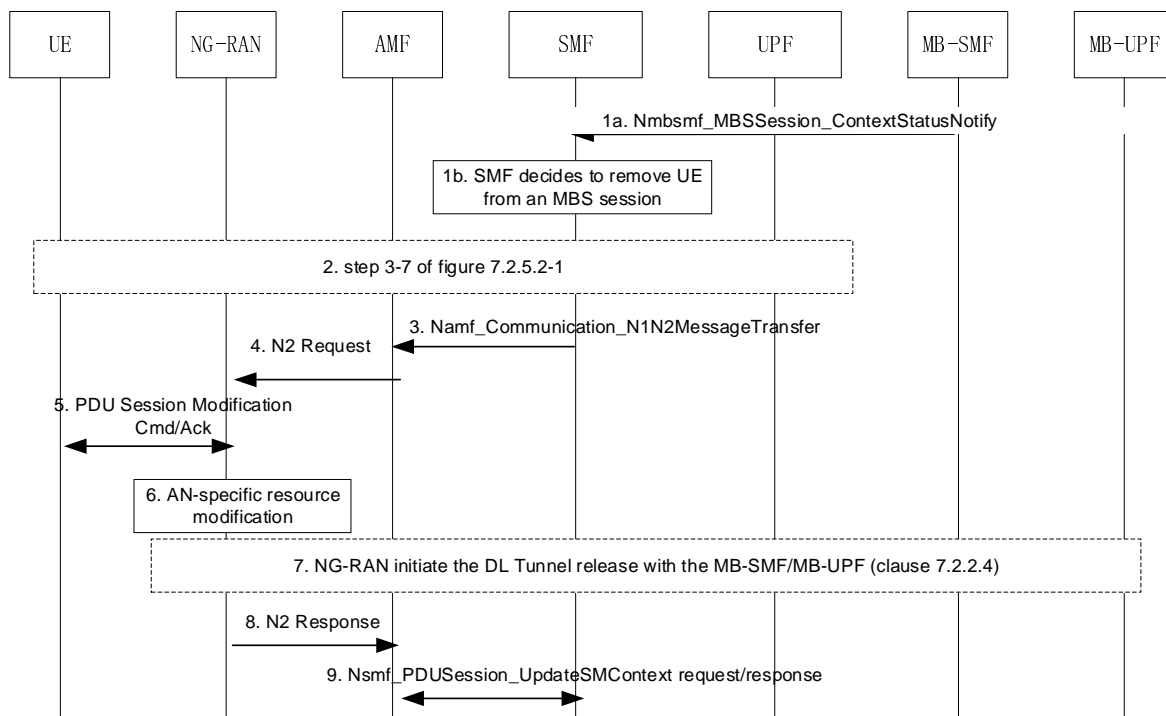 UE
NG-RAN
AMF
SMF
UPF
MB-SMF
MB-UPF
1a. Nmbsmf_MBSSession_ContextStatusNotify
1b. SMF decides to remove UE
from an MBS session
2. step 3-7 of figure 7.2.5.2-1
3. Namf_Communication_N1N2MessageTransfer
4. N2 Request
5. PDU Session Modification
Cmd/Ack
6. AN-specific resource
modification
7. NG-RAN initiate the DL Tunnel release with the MB-SMF/MB-UPF (clause 7.2.2.4)
8. N2 Response
9. Nsmf_PDUSession_UpdateSMContext request/response